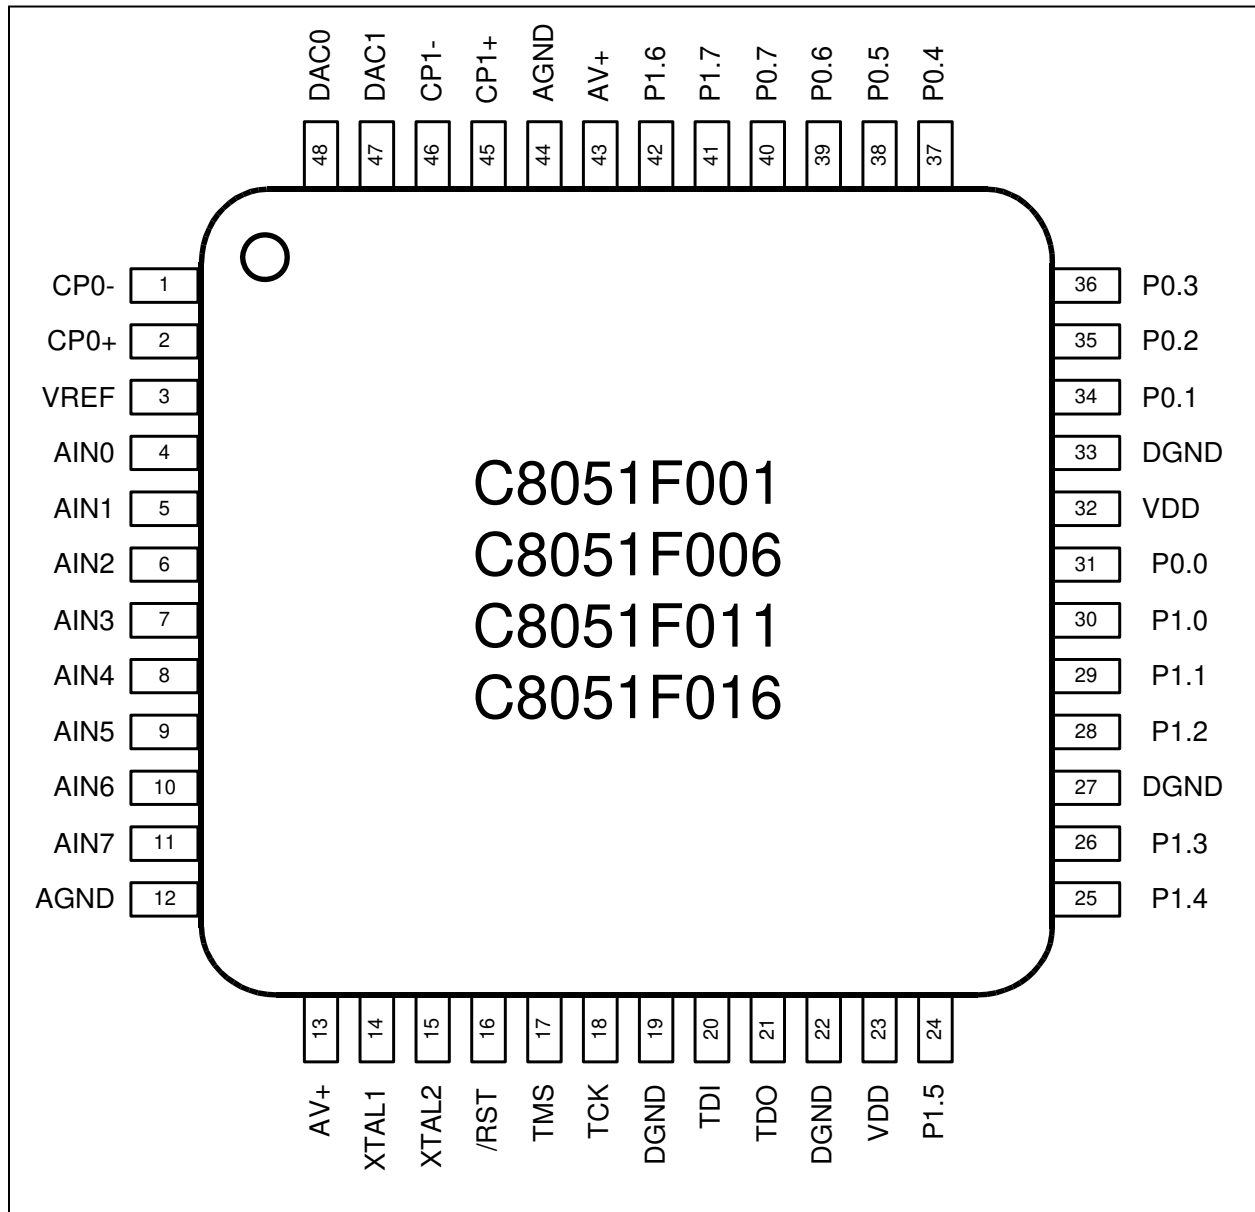 DAC0
DAC1
CP1-
CP1+
AGND
AV+
P1.6
P1.7
P0.7
P0.6
P0.5
P0.4
48
47
46
45
44
43
42
41
40
39
38
37
CP0- 1
CP0+ 2
VREF 3
AIN0 4
AIN1 5
AIN2 6
AIN3 7
AIN4 8
AIN5 9
AIN6 10
AIN7 11
AGND 12
C8051F001
C8051F006
C8051F011
C8051F016
36 P0.3
35 P0.2
34 P0.1
33 DGND
32 VDD
31 P0.0
30 P1.0
29 P1.1
28 P1.2
27 DGND
26 P1.3
25 P1.4
13
14
15
16
17
18
19
20
21
22
23
24
AV+
XTAL1
XTAL2
/RST
TMS
TCK
DGND
TDI
TDO
DGND
VDD
P1.5